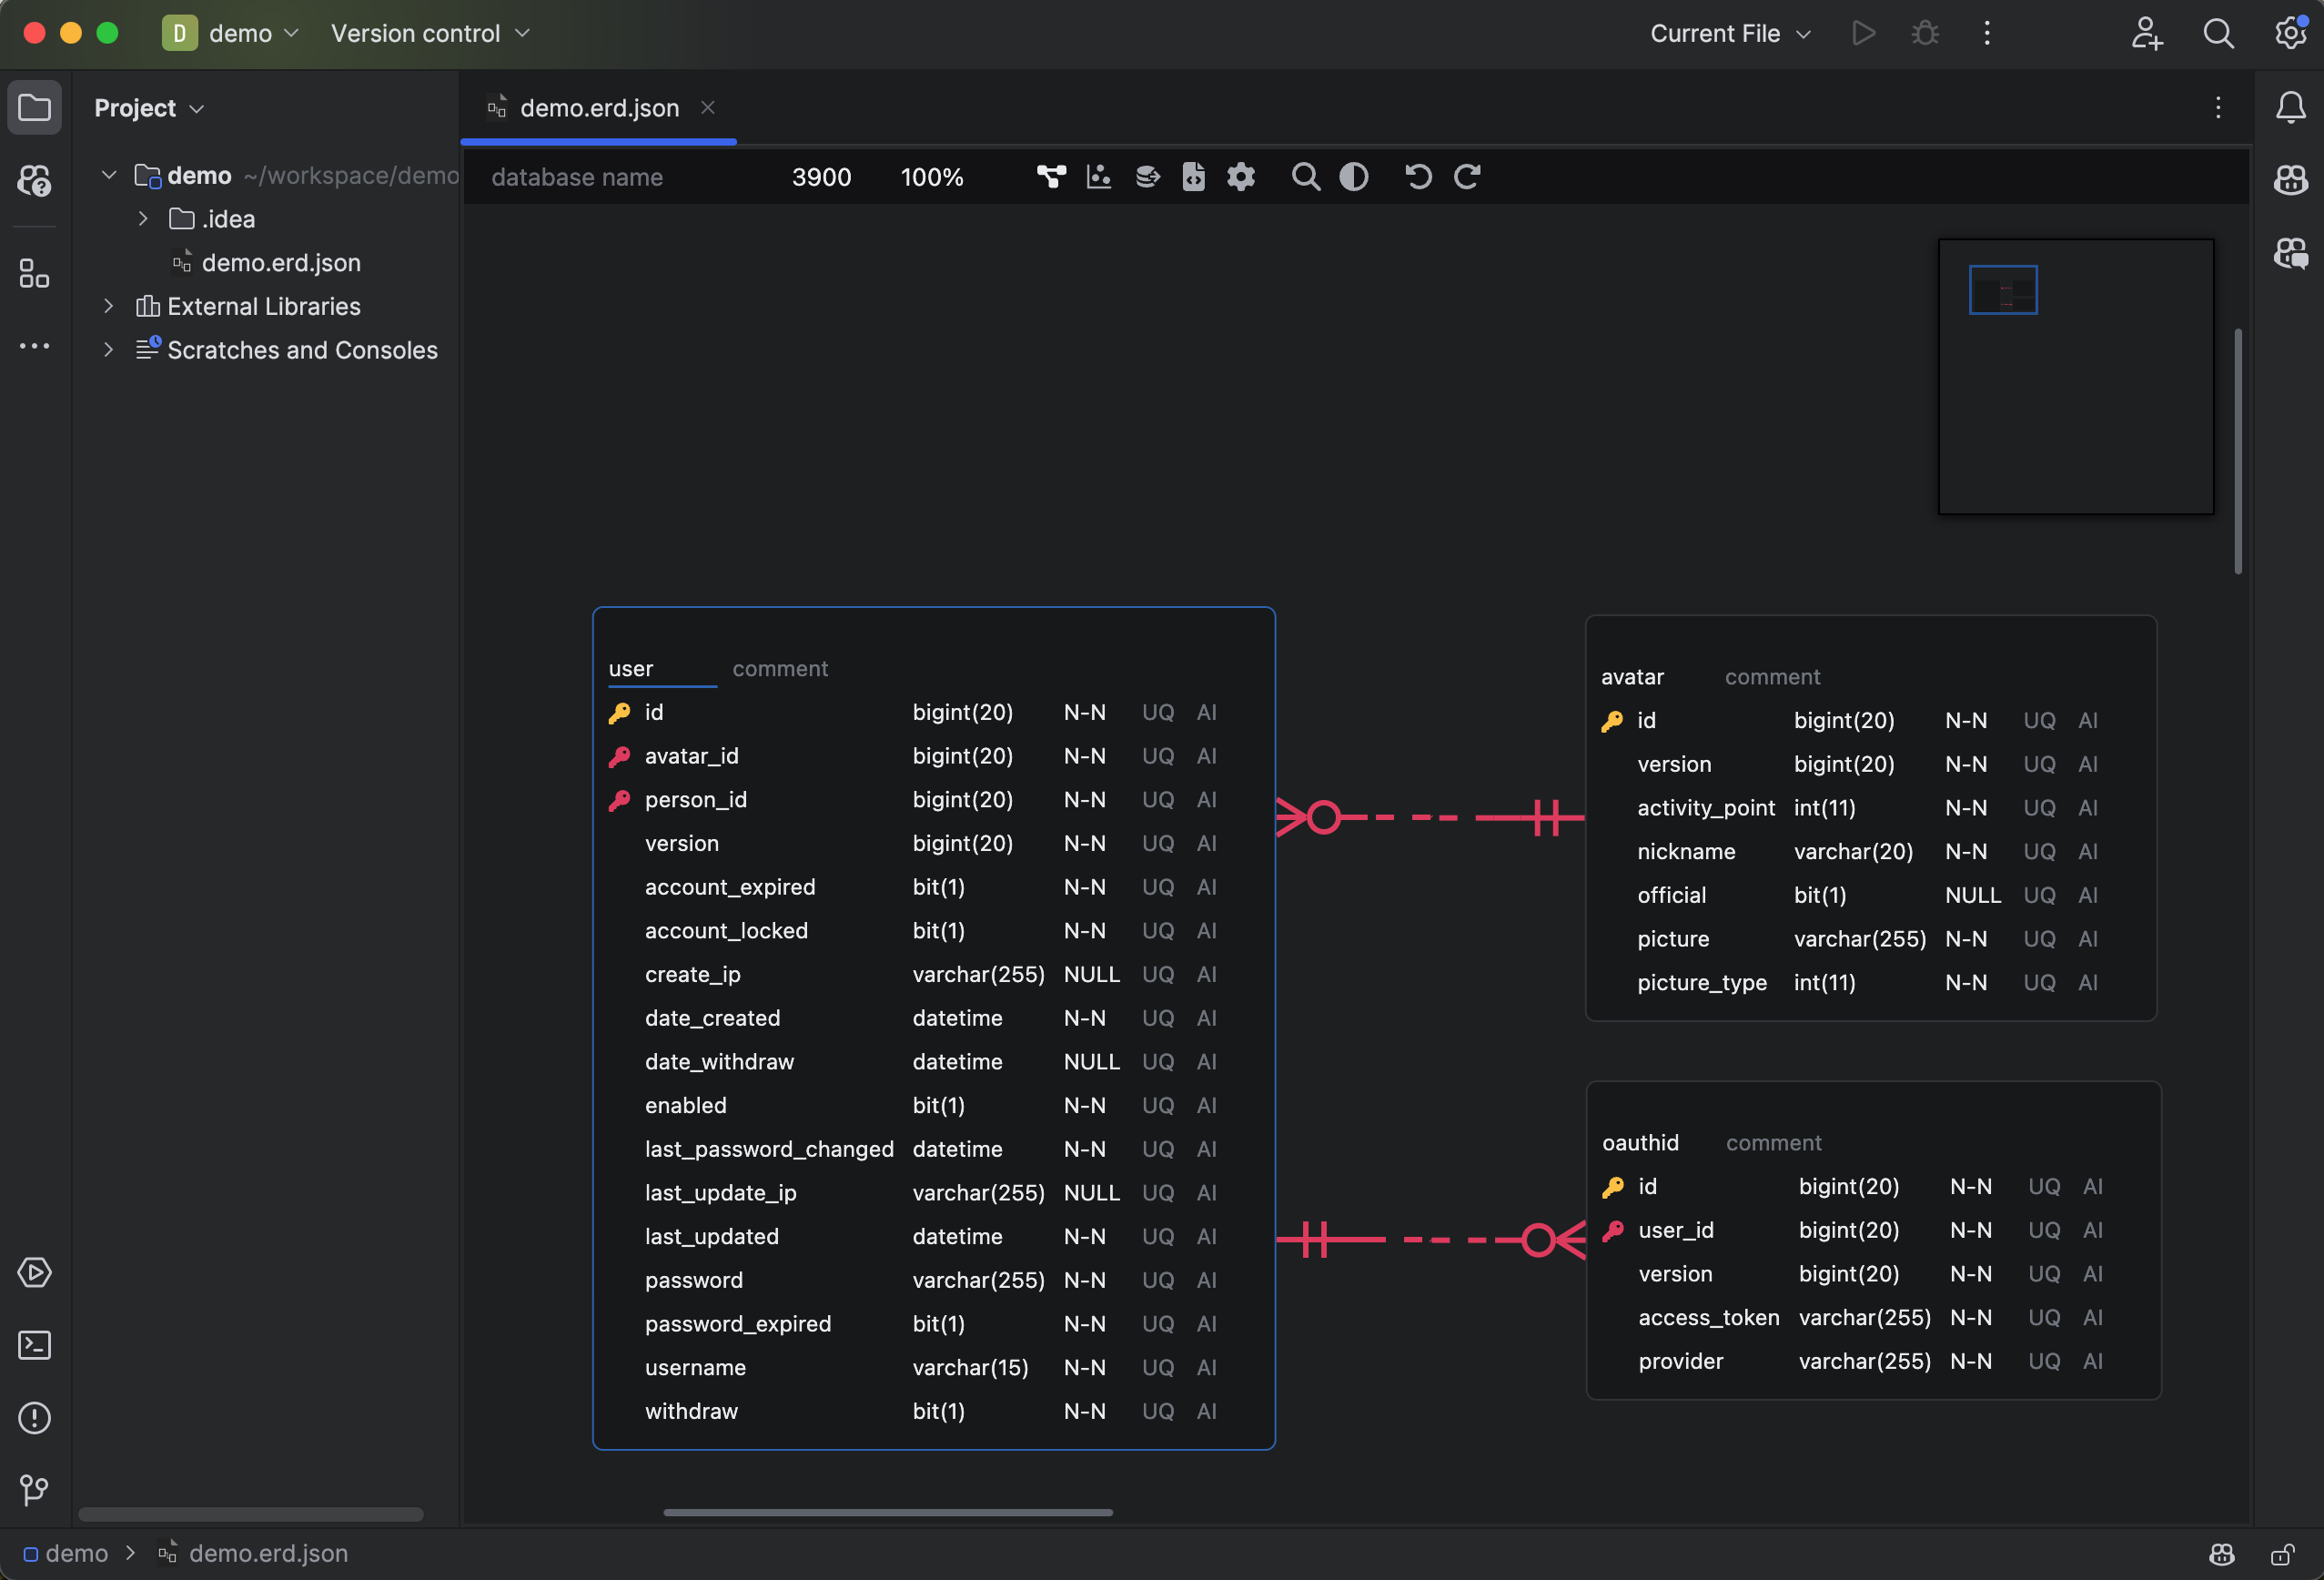 D demo Version control Current File
Project
demo.erd.json
demo ~/workspace/demo
.idea
demo.erd.json
External Libraries
Scratches and Consoles
database name 3900 100%
user comment
id bigint(20) N-N UQ AI
avatar_id bigint(20) N-N UQ AI
person_id bigint(20) N-N UQ AI
version bigint(20) N-N UQ AI
account_expired bit(1) N-N UQ AI
account_locked bit(1) N-N UQ AI
create_ip varchar(255) NULL UQ AI
date_created datetime N-N UQ AI
date_withdraw datetime NULL UQ AI
enabled bit(1) N-N UQ AI
last_password_changed datetime N-N UQ AI
last_update_ip varchar(255) NULL UQ AI
last_updated datetime N-N UQ AI
password varchar(255) N-N UQ AI
password_expired bit(1) N-N UQ AI
username varchar(15) N-N UQ AI
withdraw bit(1) N-N UQ AI
avatar comment
id bigint(20) N-N UQ AI
version bigint(20) N-N UQ AI
activity_point int(11) N-N UQ AI
nickname varchar(20) N-N UQ AI
official bit(1) NULL UQ AI
picture varchar(255) N-N UQ AI
picture_type int(11) N-N UQ AI
oauthid comment
id bigint(20) N-N UQ AI
user_id bigint(20) N-N UQ AI
version bigint(20) N-N UQ AI
access_token varchar(255) N-N UQ AI
provider varchar(255) N-N UQ AI
demo demo.erd.json